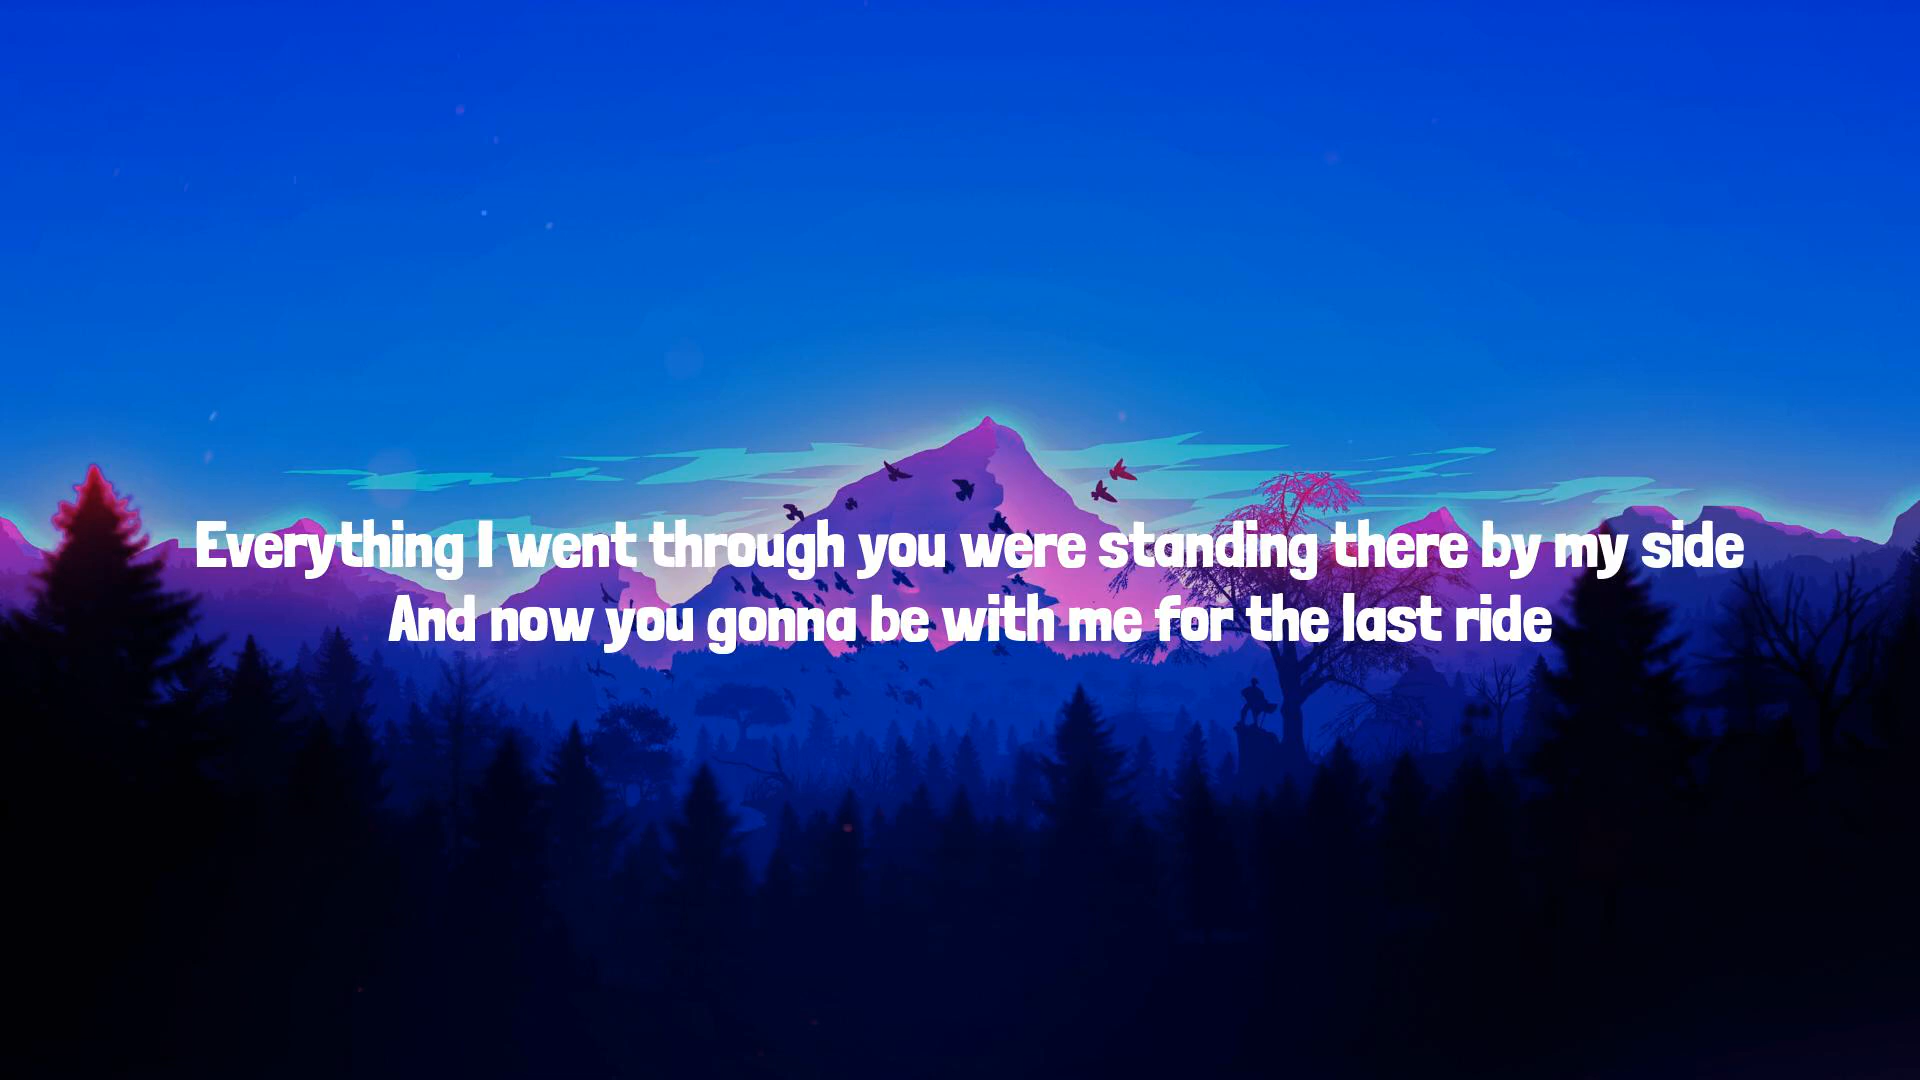 Everything I went through you were standing there by my side
And now you gonna be with me for the last ride